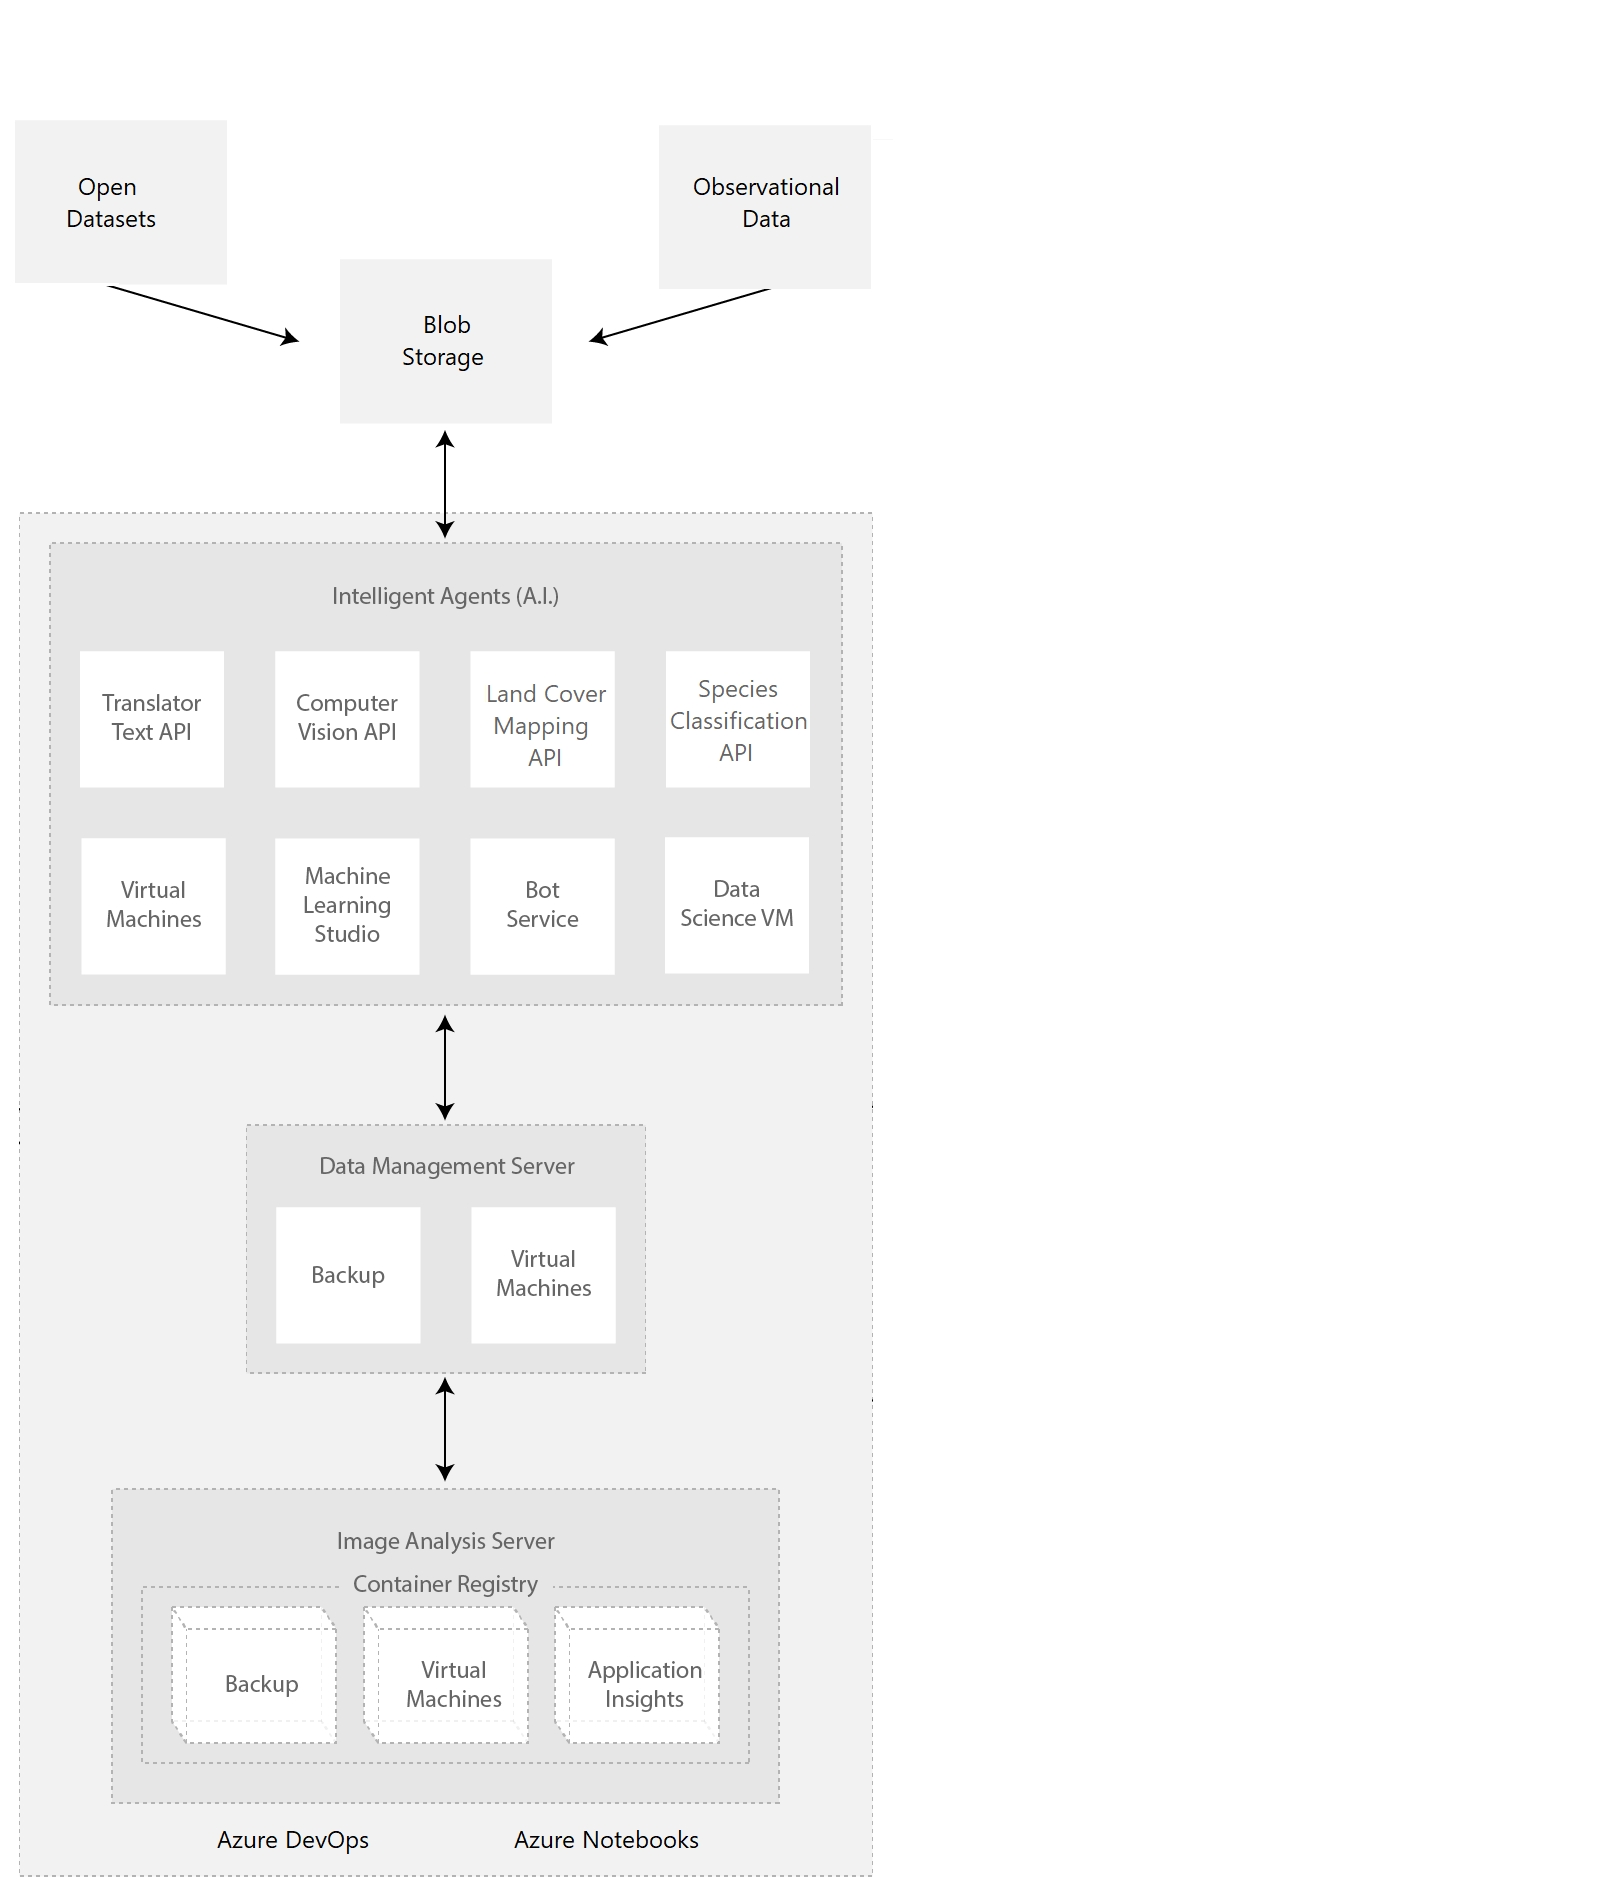 Open
Datasets
Observational
Data
Blob
Storage
Intelligent Agents (A.I.)
Translator
Text API
Computer
Vision API
Land Cover
Mapping
API
Species
Classification
API
Virtual
Machines
Machine
Learning
Studio
Bot
Service
Data
Science VM
Data Management Server
Backup
Virtual
Machines
Image Analysis Server
Container Registry
Backup
Virtual
Machines
Application
Insights
Azure DevOps
Azure Notebooks